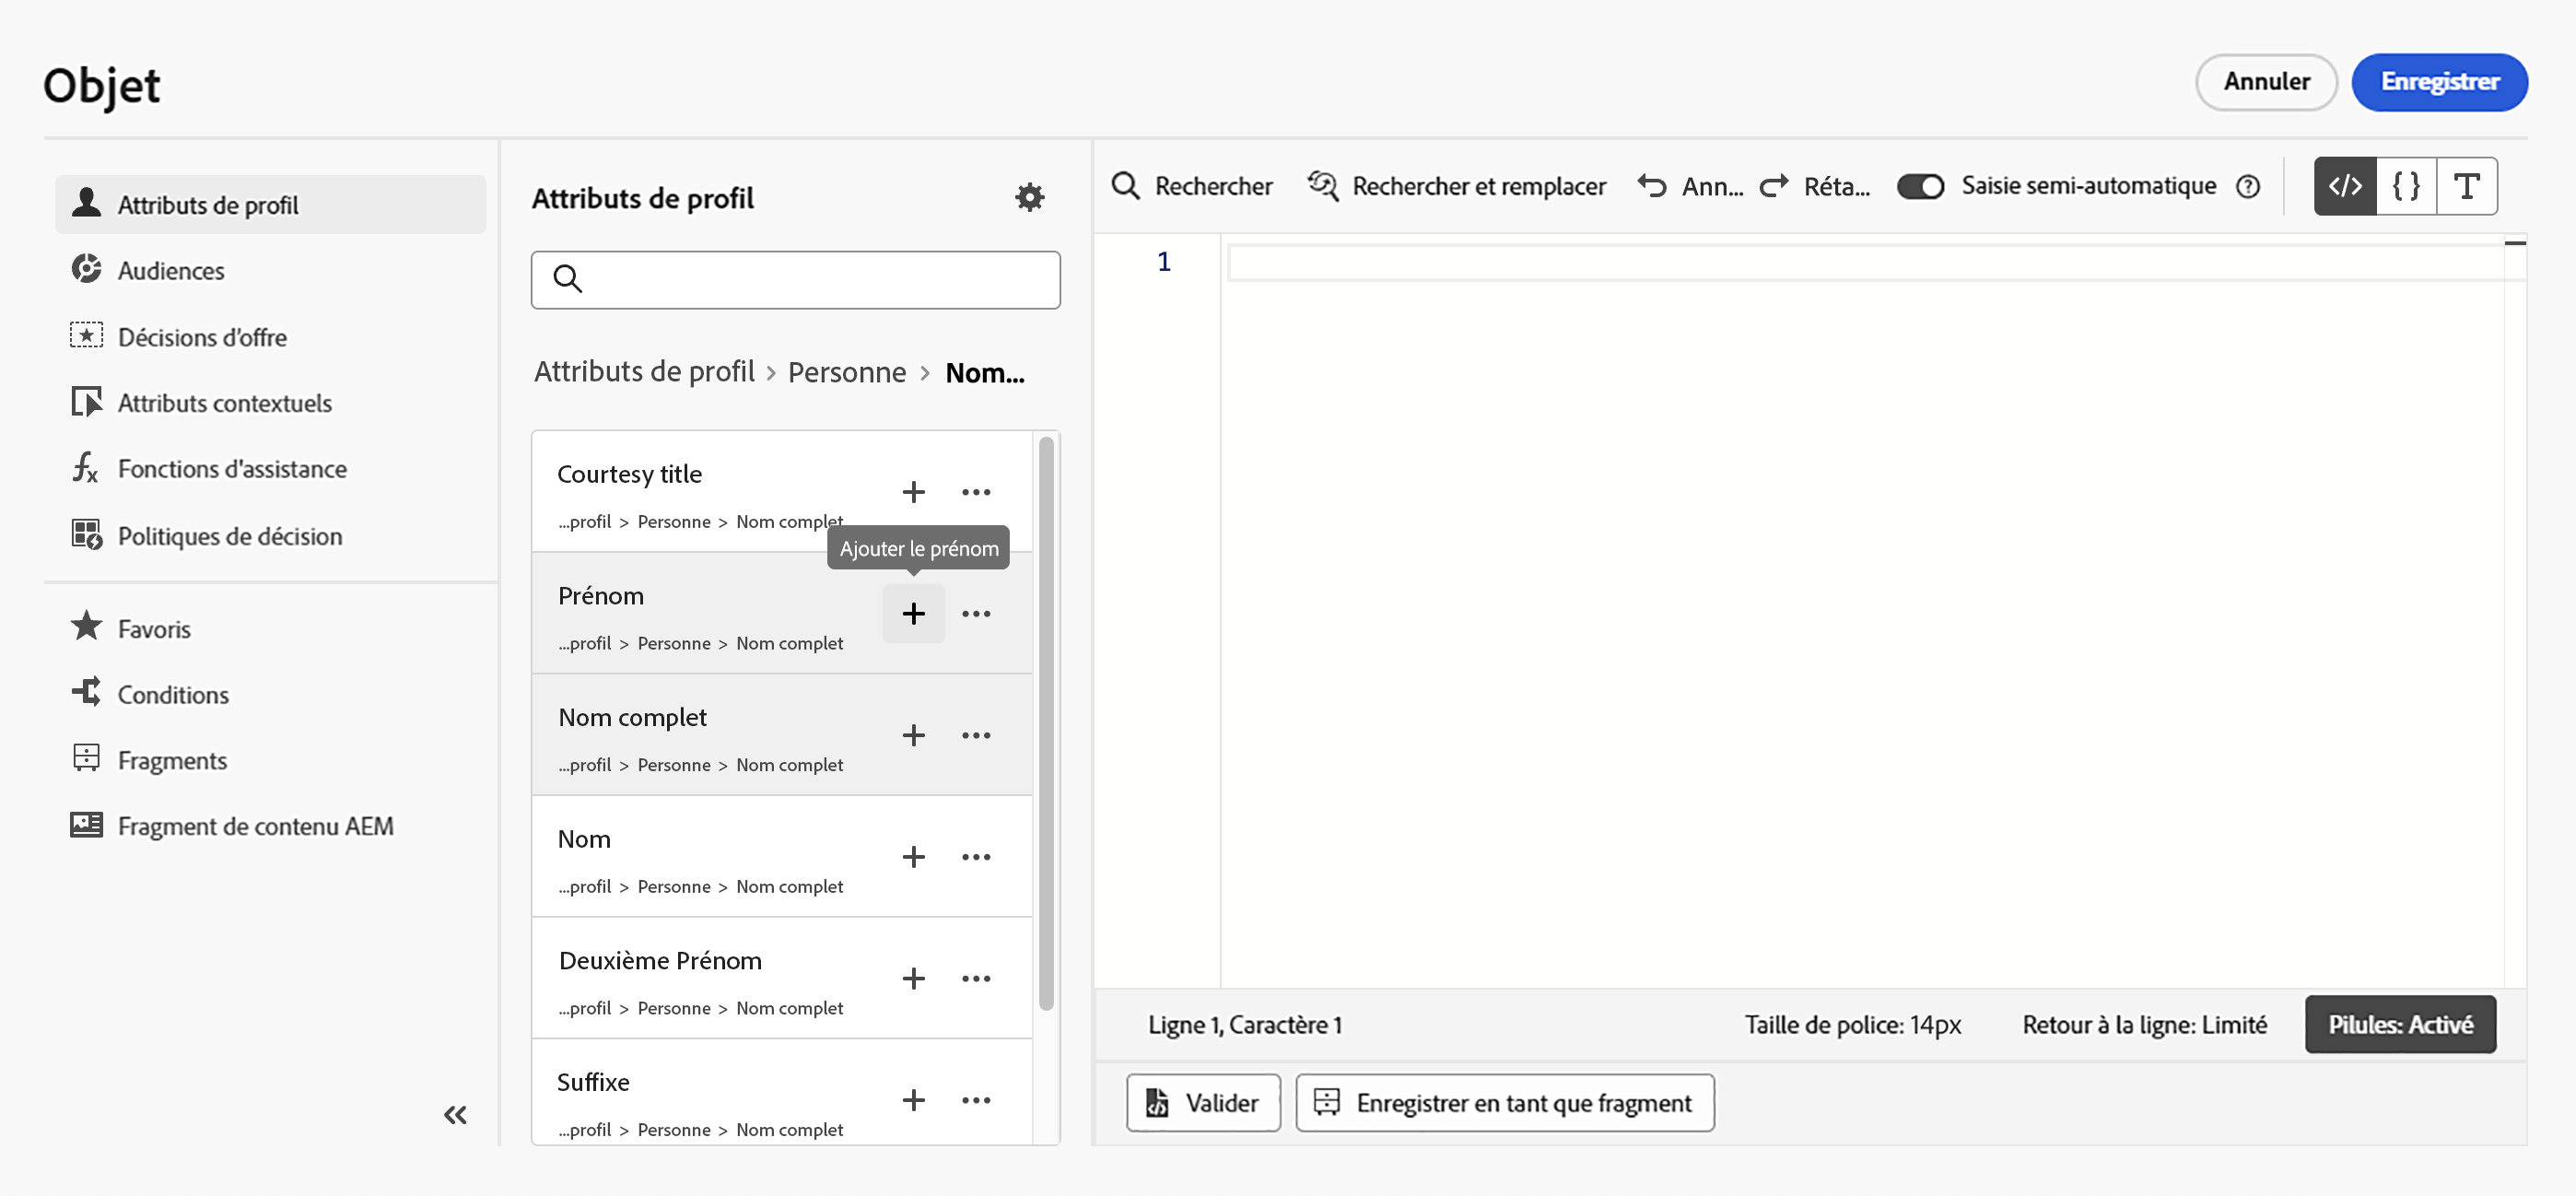 Objet
Annuler
Enregistrer
Attributs de profil
Audiences
Décisions d'offre
Attributs contextuels
Fonctions d'assistance
Politiques de décision
Favoris
Conditions
Fragments
Fragment de contenu AEM
Attributs de profil
Attributs de profil > Personne > Nom...
Courtesy title
...profil > Personne > Nom complet
Ajouter le prénom
Prénom
...profil > Personne > Nom complet
Nom complet
...profil > Personne > Nom complet
Nom
...profil > Personne > Nom complet
Deuxième Prénom
...profil > Personne > Nom complet
Suffixe
...profil > Personne > Nom complet
Rechercher
Rechercher et remplacer
Ann...
Réta...
Saisie semi-automatique
1
Ligne 1, Caractère 1
Taille de police: 14px
Retour à la ligne: Limité
Pilules: Activé
Valider
Enregistrer en tant que fragment